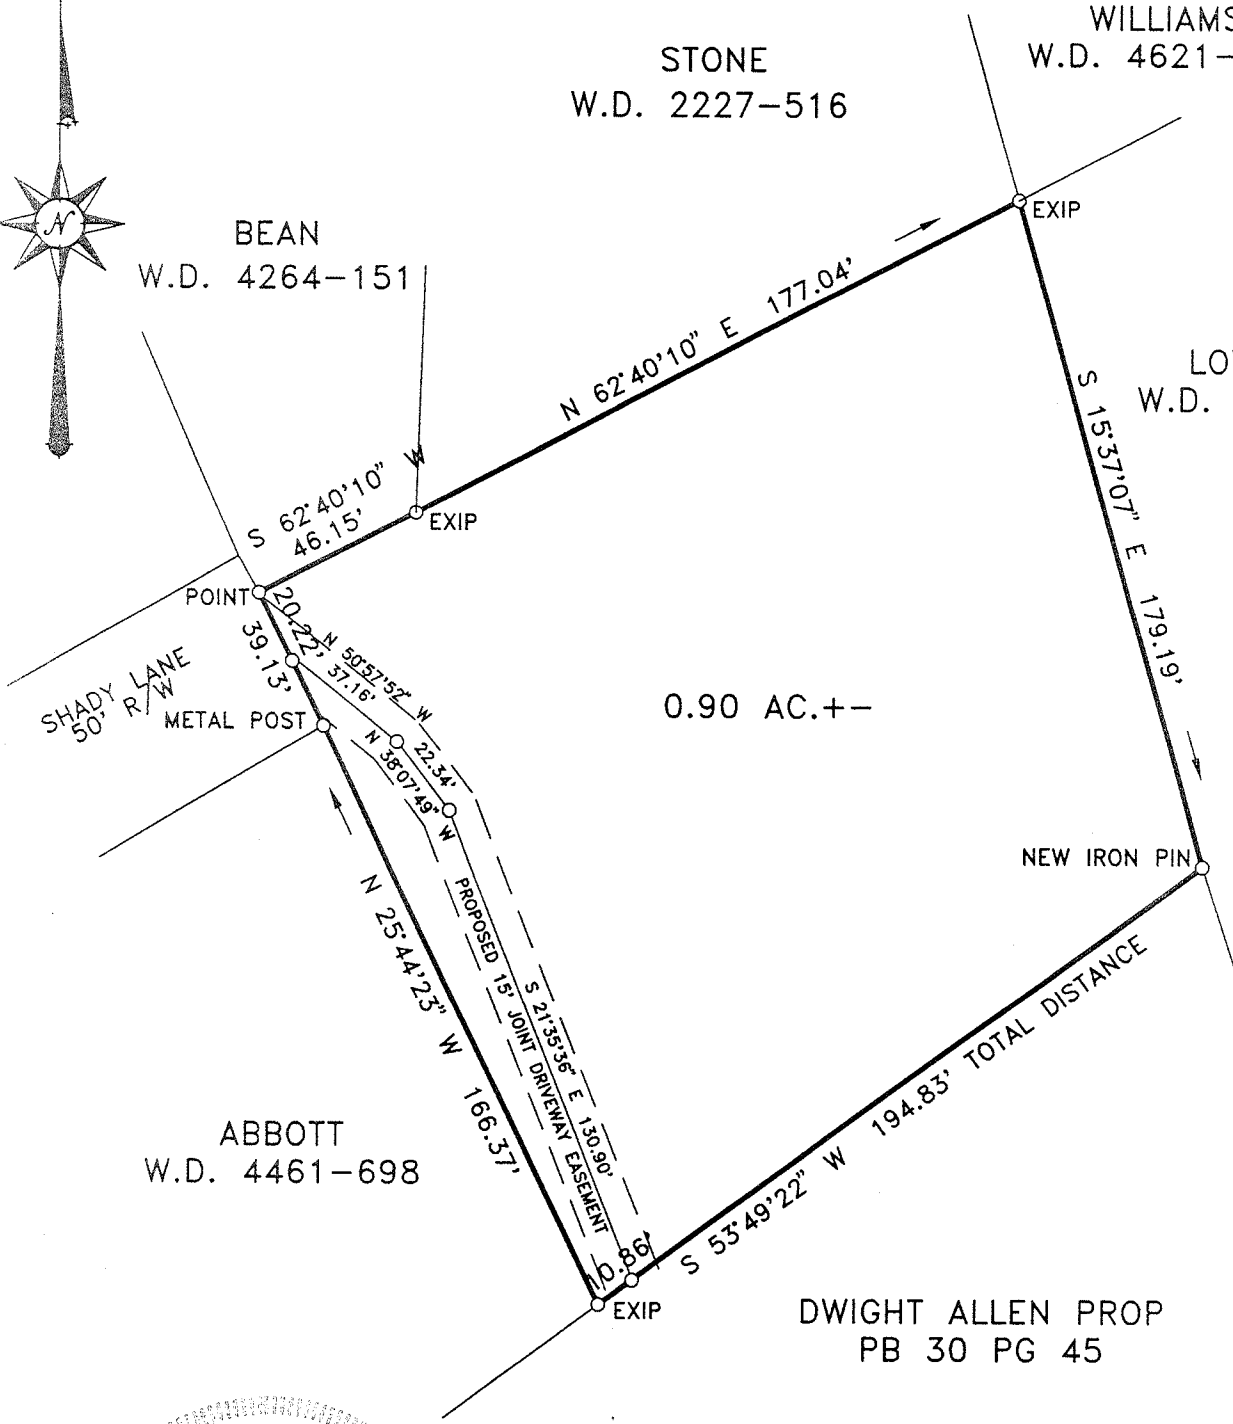 WILLIAMS
W.D. 4621-
STONE
W.D. 2227-516
N
BEAN
W.D. 4264-151
EXIP
N 62°40'10" E 177.04'
S 15°37'07" E 179.19'
LO
W.D.
S 62°40'10" W
46.15'
EXIP
POINT
20.22'
39.13'
N 50°57'52" W
37.16'
SHADY LANE
50' R/W
METAL POST
22.34'
N 38°07'49" W
0.90 AC.+-
NEW IRON PIN
N 25°44'23" W 166.37'
PROPOSED 15' JOINT DRIVEWAY EASEMENT
S 21°35'36" E 130.90'
S 53°49'22" W 194.83' TOTAL DISTANCE
ABBOTT
W.D. 4461-698
10.86'
EXIP
DWIGHT ALLEN PROP
PB 30 PG 45